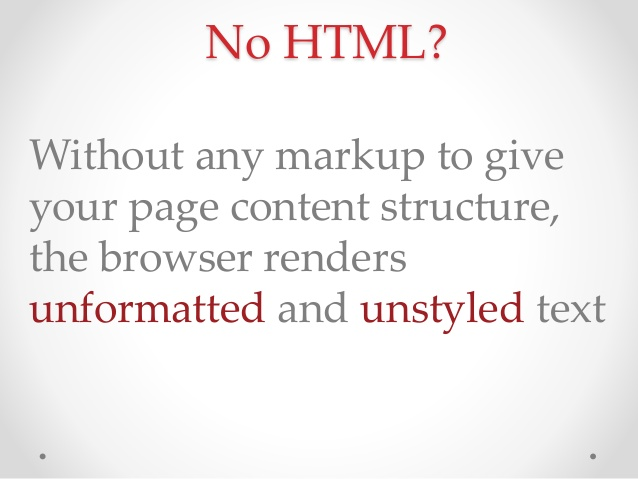 No HTML?
Without any markup to give
your page content structure,
the browser renders
unformatted and unstyled text